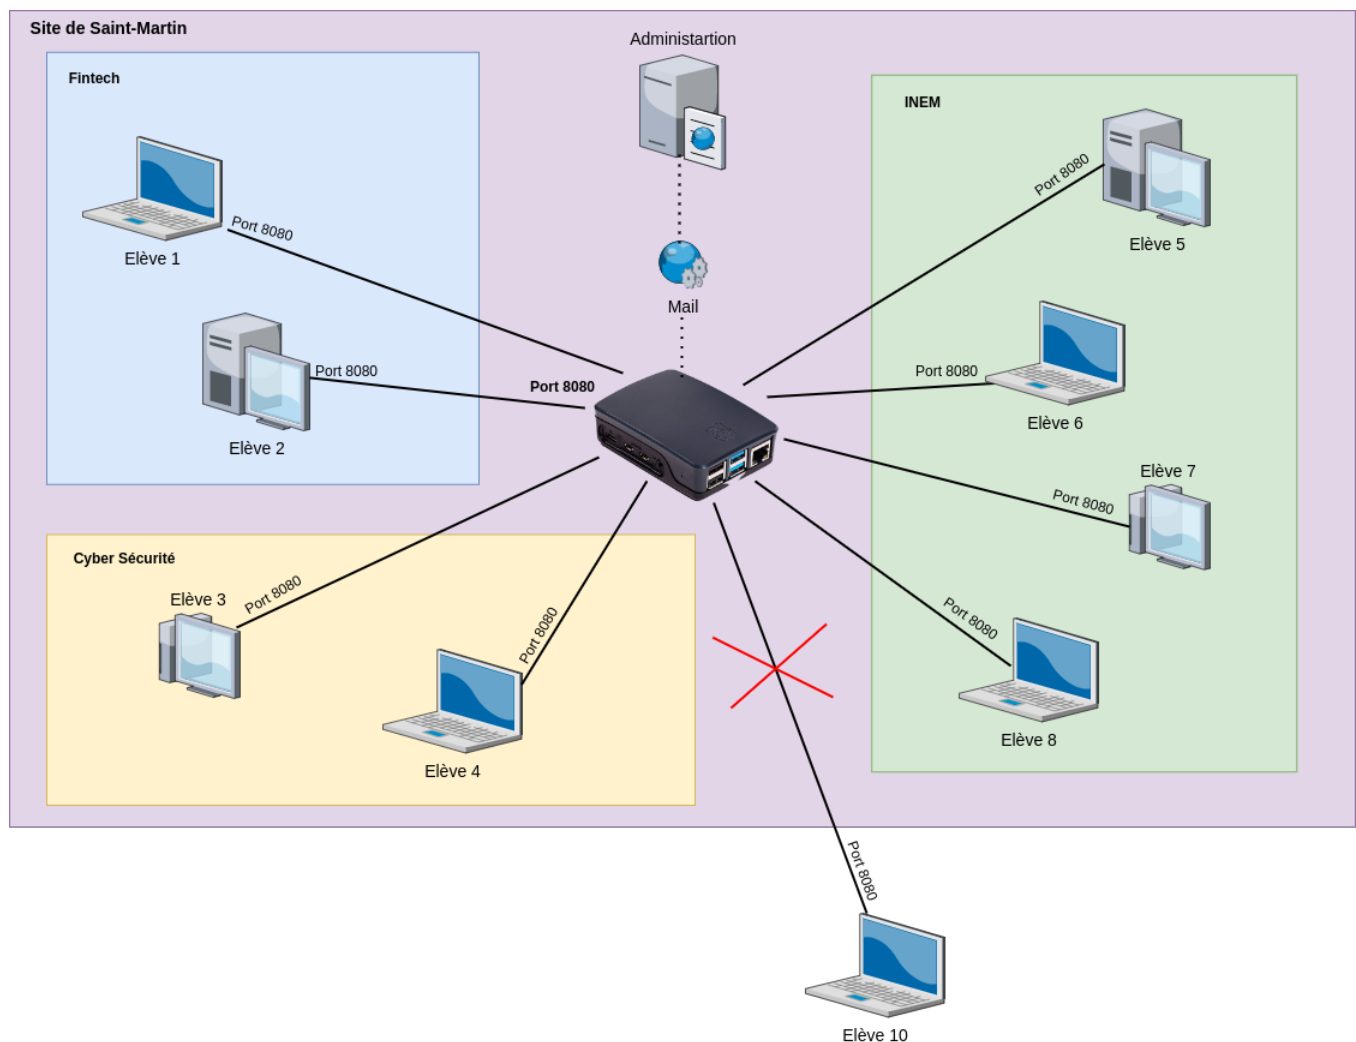 Site de Saint-Martin
Administartion
Fintech
INEM
Port 8080
Elève 1
Port 8080
Elève 5
Mail
Port 8080
Elève 2
Port 8080
Port 8080
Elève 6
Elève 7
Port 8080
Cyber Sécurité
Elève 3
Port 8080
Port 8080
Elève 4
Port 8080
Elève 8
Port 8080
Elève 10